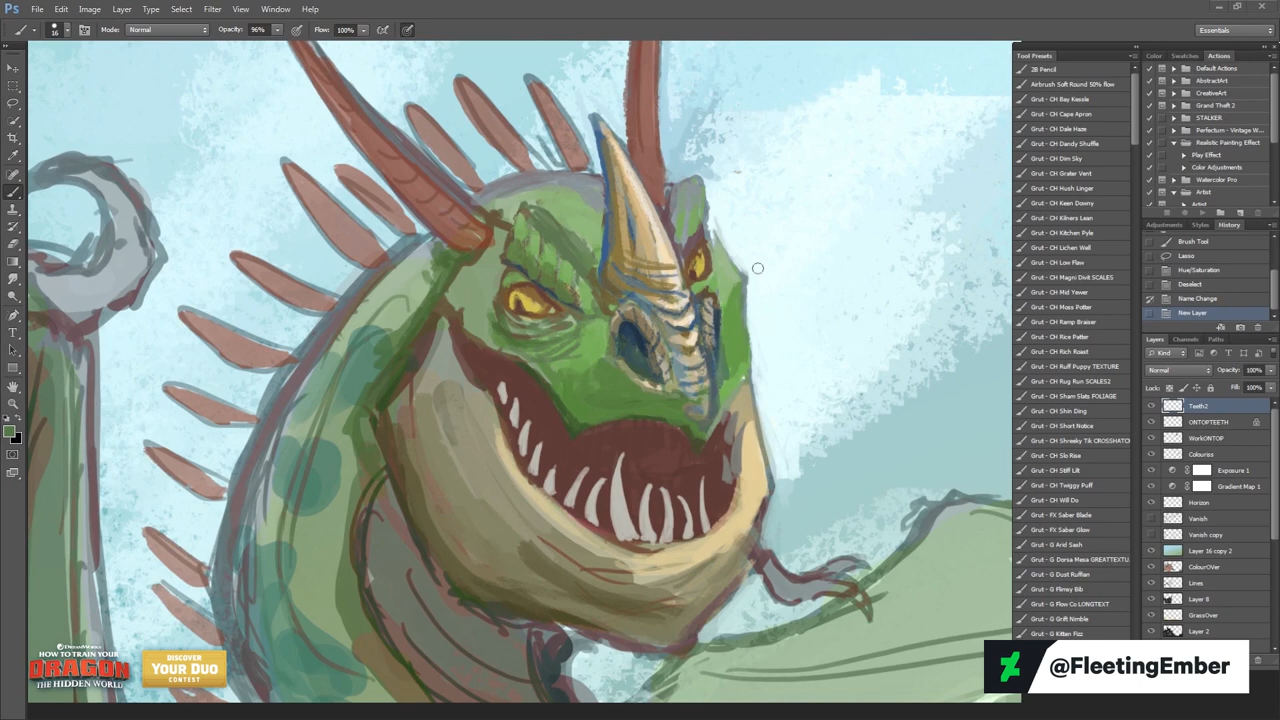 Ps File Edit Image Layer Type Select Filter View Window Help
16 Mode: Normal Opacity: 96% Flow: 100% Essentials
Tool Presets
2B Pencil
Airbrush Soft Round 50% flow
Grut - CH Bay Kessle
Grut - CH Cape Apron
Grut - CH Dale Haze
Grut - CH Dandy Shuffle
Grut - CH Dim Sky
Grut - CH Grater Vent
Grut - CH Hush Linger
Grut - CH Keen Downy
Grut - CH Kilners Lean
Grut - CH Kitchen Pyle
Grut - CH Lichen Well
Grut - CH Low Flaw
Grut - CH Magni Divit SCALES
Grut - CH Mid Yewer
Grut - CH Moss Potter
Grut - CH Ramp Braiser
Grut - CH Rice Patter
Grut - CH Rich Roast
Grut - CH Ruff Puppy TEXTURE
Grut - CH Rug Run SCALES2
Grut - CH Sham Slats FOLIAGE
Grut - CH Shin Ding
Grut - CH Short Notice
Grut - CH Shreeky Tik CROSSHATC
Grut - CH Slo Rise
Grut - CH Stiff Lilt
Grut - CH Twiggy Puff
Grut - CH Will Do
Grut - FX Saber Blade
Grut - FX Saber Glow
Grut - G Arid Sash
Grut - G Dorsa Mesa GREATTEXTU
Grut - G Dust Ruffian
Grut - G Flimsy Bib
Grut - G Flow Co LONGTEXT
Grut - G Grift Nimble
Grut - G Kitten Fizz
Color Swatches Actions
Default Actions
AbstractArt
CreativeArt
Grand Theft 2
STALKER
Perfectum - Vintage W...
Realistic Painting Effect
Play Effect
Color Adjustments
Watercolor Pro
Artist
Artist
Adjustments Styles History
Brush Tool
Lasso
Hue/Saturation
Deselect
Name Change
New Layer
Layers Channels Paths
Kind
Normal Opacity: 100%
Lock: Fill: 100%
Teeth2
ONTOPTEETH
WorkONTOP
Colouriss
Exposure 1
Gradient Map 1
Horizon
Vanish
Vanish copy
Layer 16 copy 2
ColourOVer
Lines
Layer 8
GrassOver
Layer 2
DREAMWORKS
HOW TO TRAIN YOUR
DRAGON
THE HIDDEN WORLD
DISCOVER
YOUR DUO
CONTEST
@FleetingEmber